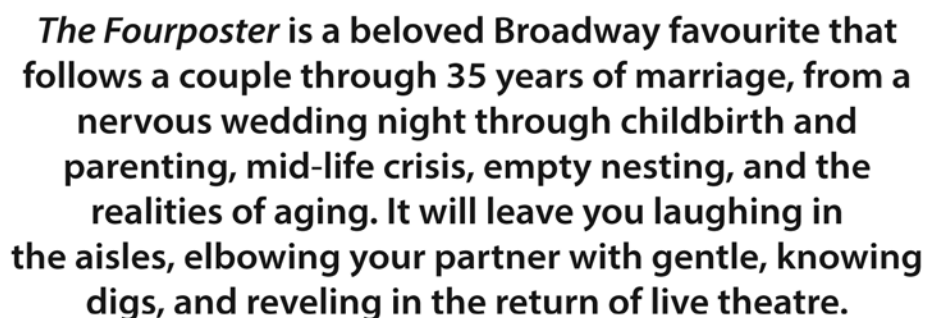 The Fourposter is a beloved Broadway favourite that
follows a couple through 35 years of marriage, from a
nervous wedding night through childbirth and
parenting, mid-life crisis, empty nesting, and the
realities of aging. It will leave you laughing in
the aisles, elbowing your partner with gentle, knowing
digs, and reveling in the return of live theatre.